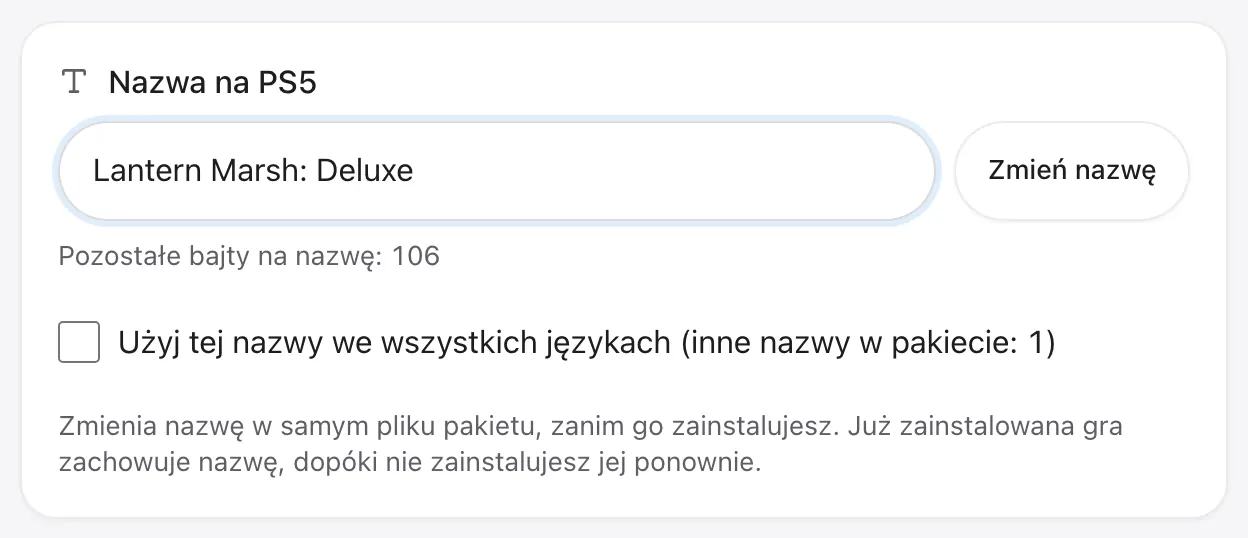 Nazwa na PS5
Lantern Marsh: Deluxe
Zmień nazwę
Pozostałe bajty na nazwę: 106
Użyj tej nazwy we wszystkich językach (inne nazwy w pakiecie: 1)
Zmienia nazwę w samym pliku pakietu, zanim go zainstalujesz. Już zainstalowana gra
zachowuje nazwę, dopóki nie zainstalujesz jej ponownie.